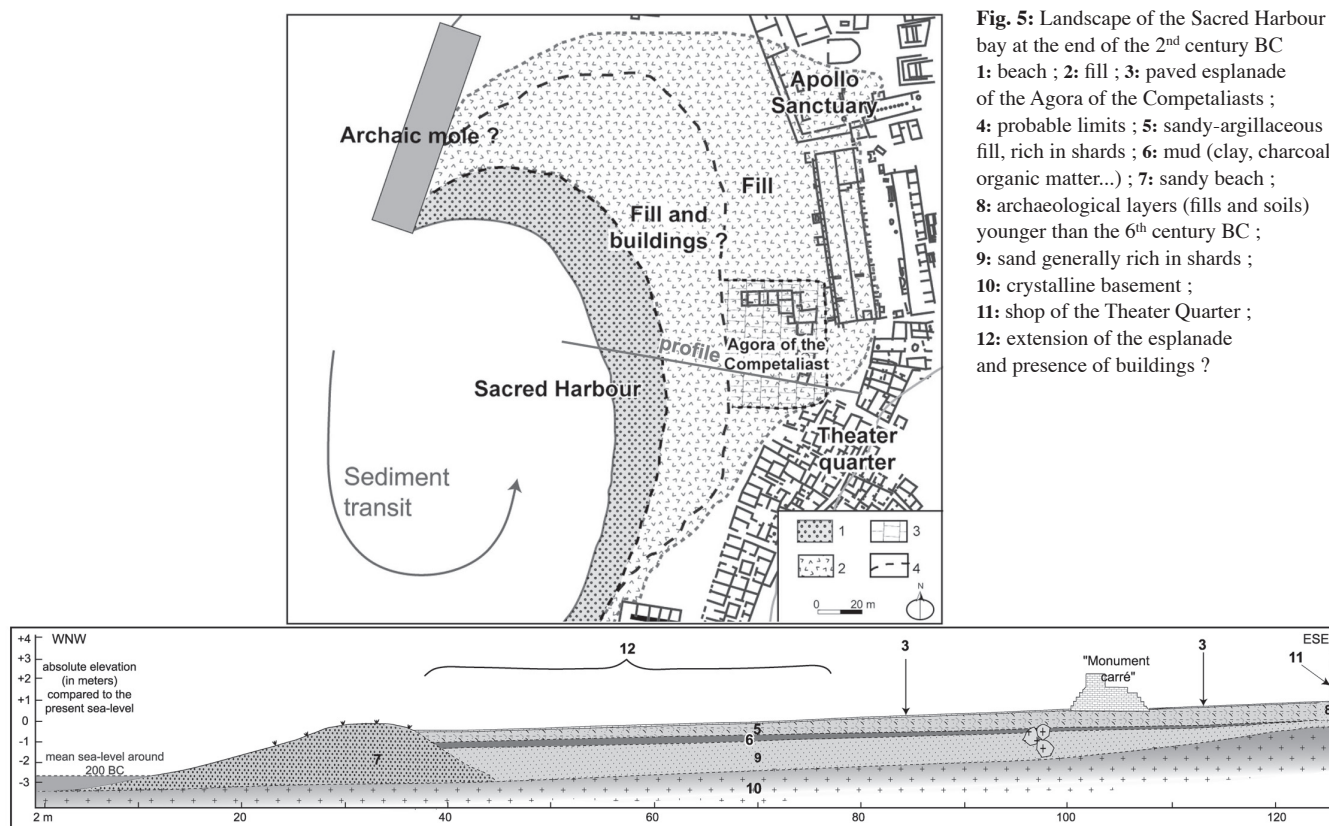 Fig. 5: Landscape of the Sacred Harbour
bay at the end of the 2nd century BC
1: beach ; 2: fill ; 3: paved esplanade
of the Agora of the Competaliasts ;
4: probable limits ; 5: sandy-argillaceous
fill, rich in shards ; 6: mud (clay, charcoal,
organic matter...) ; 7: sandy beach ;
8: archaeological layers (fills and soils)
younger than the 6th century BC ;
9: sand generally rich in shards ;
10: crystalline basement ;
11: shop of the Theater Quarter ;
12: extension of the esplanade
and presence of buildings ?
Apollo
Sanctuary
Archaic mole ?
Fill
Fill and
buildings ?
Agora of the
Competaliast
profile
Sacred Harbour
Theater
quarter
Sediment
transit
1
3
2
4
0 20 m
N
+4
+3
+2
+1
0
-1
-2
-3
WNW
ESE
absolute elevation
(in meters)
compared to the
present sea-level
mean sea-level around
200 BC
12
3
"Monument
carré"
3
11
5
6
7
8
9
10
2 m
20
40
60
80
100
120